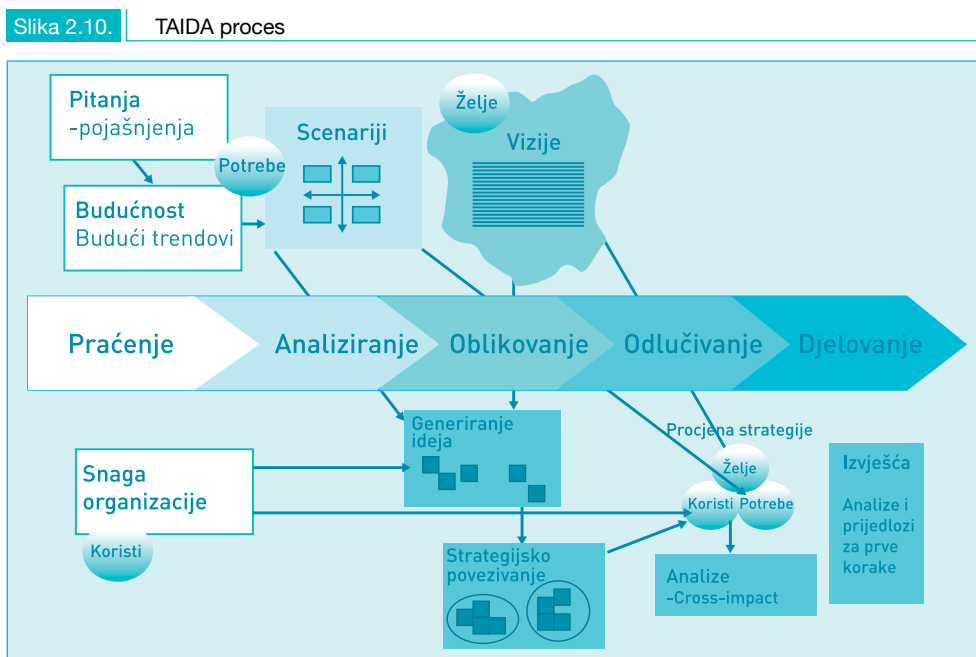 Slika 2.10. TAIDA proces
Pitanja
-pojašnjenja
Potrebe
Budućnost
Budući trendovi
Scenariji
Želje
Vizije
Praćenje
Analiziranje
Oblikovanje
Odlučivanje
Djelovanje
Snaga
organizacije
Koristi
Generiranje
ideja
Strategijsko
povezivanje
Procjena strategije
Želje
Koristi
Potrebe
Analize
-Cross-impact
Izvješća
Analize i
prijedlozi
za prve
korake